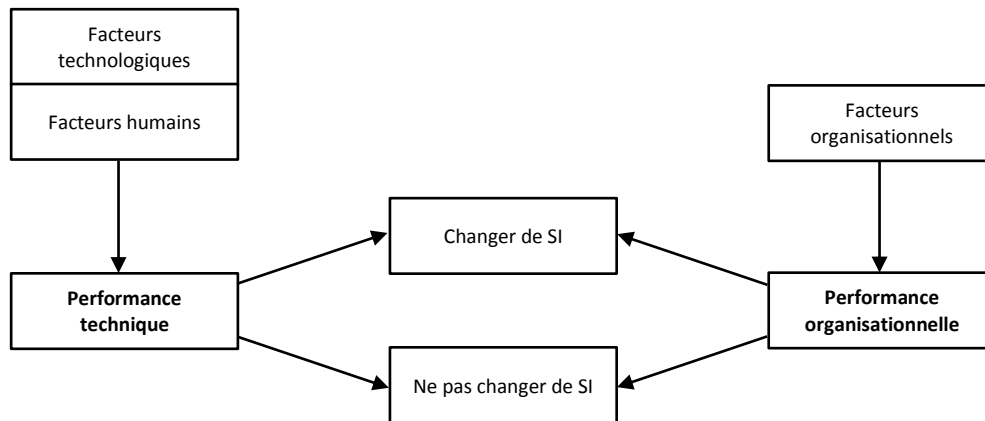 Facteurs
technologiques
Facteurs humains
Facteurs
organisationnels
Changer de SI
Performance
technique
Performance
organisationnelle
Ne pas changer de SI